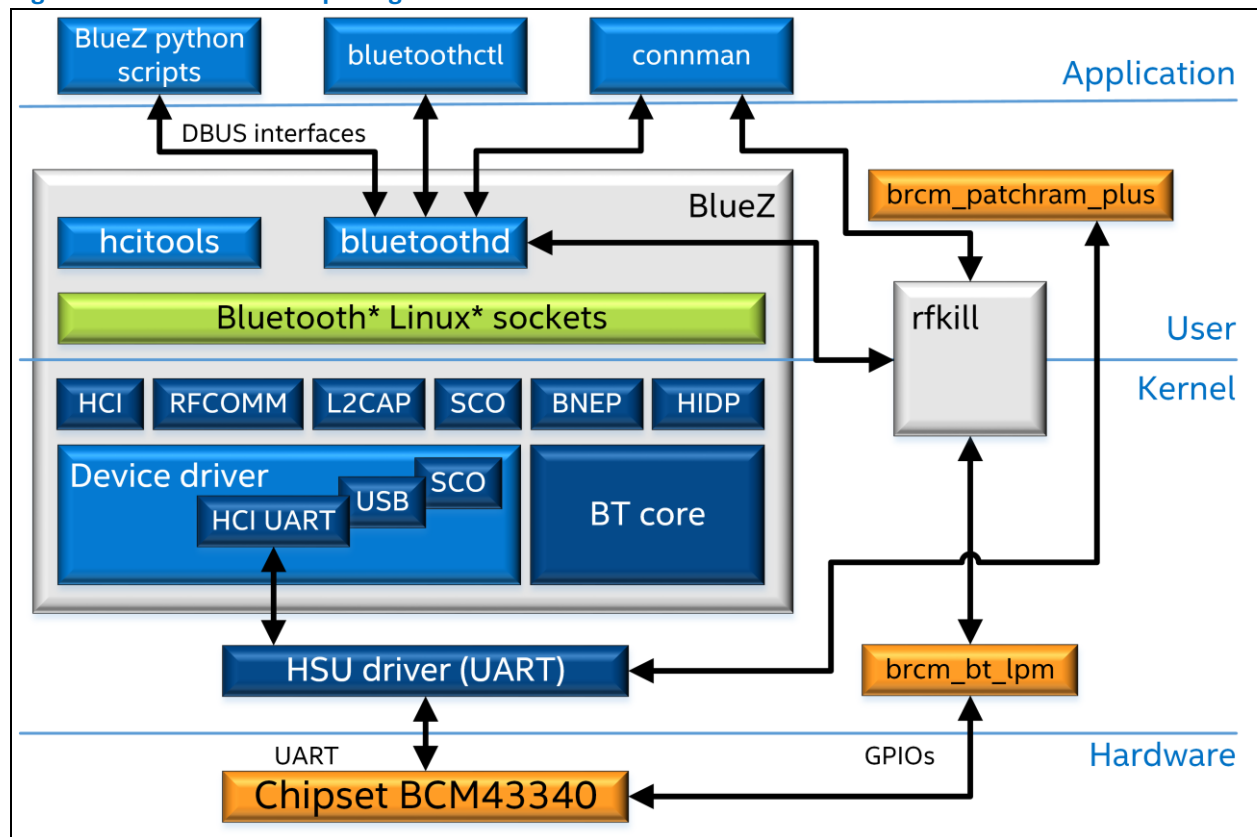 BlueZ python
scripts
bluetoothctl
connman
Application
DBUS interfaces
brcm_patchram_plus
BlueZ
hcitools
bluetoothd
Bluetooth* Linux* sockets
rfkill
User
Kernel
HCI
RFCOMM
L2CAP
SCO
BNEP
HIDP
Device driver
SCO
USB
HCI UART
BT core
HSU driver (UART)
brcm_bt_lpm
UART
GPIOs
Hardware
Chipset BCM43340